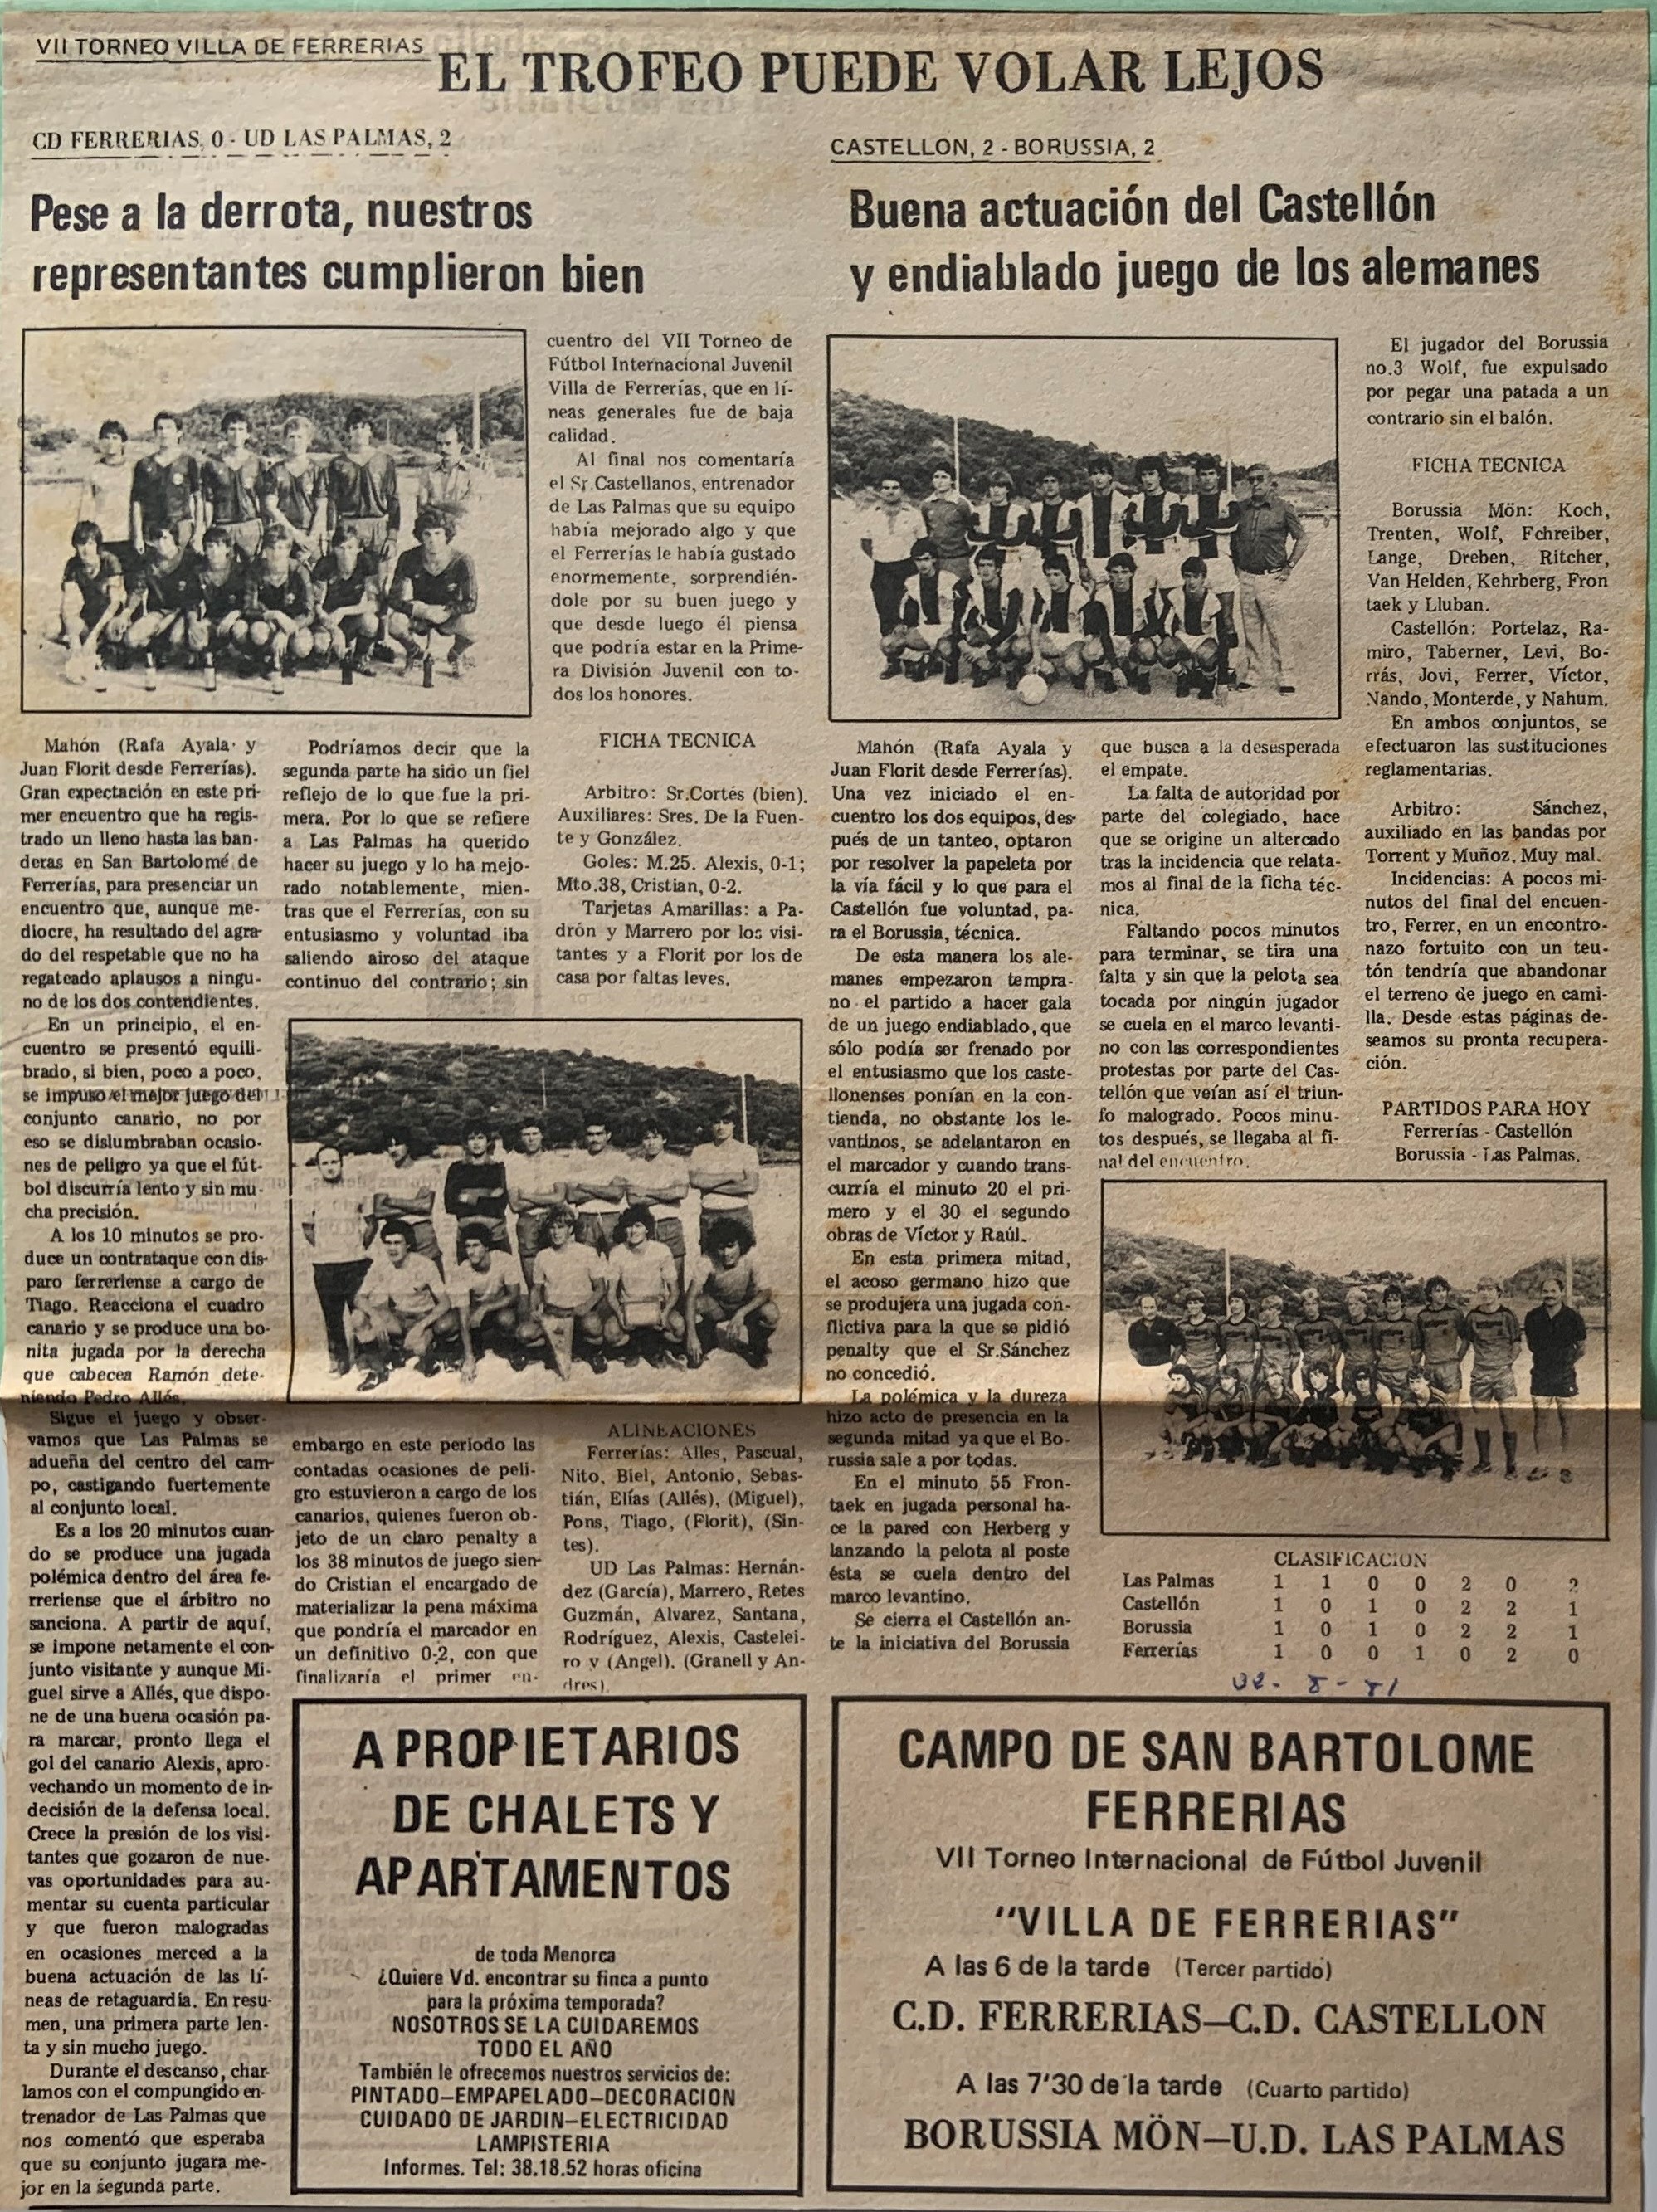 VII TORNEO VILLA DE FERRERIAS
EL TROFEO PUEDE VOLAR LEJOS
CD FERRERIAS, 0 - UD LAS PALMAS, 2
Pese a la derrota, nuestros
representantes cumplieron bien
Mahón (Rafa Ayala y
Juan Florit desde Ferrerías).
Gran expectación en este pri-
mer encuentro que ha regis-
trado un lleno hasta las ban-
deras en San Bartolomé de
Ferrerías, para presenciar un
encuentro que, aunque me-
diocre, ha resultado del agra-
do del respetable que no ha
regateado aplausos a ningu-
no de los dos contendientes.
En un principio, el en-
cuentro se presentó equili-
brado, si bien, poco a poco,
se impuso el mejor juego del
conjunto canario, no por
eso se dislumbraban ocasio-
nes de peligro ya que el fút-
bol discurría lento y sin mu-
cha precisión.
A los 10 minutos se pro-
duce un contrataque con dis-
paro ferreriense a cargo de
Tiago. Reacciona el cuadro
canario y se produce una bo-
nita jugada por la derecha
que cabecea Ramón dete-
niendo Pedro Allés.
Sigue el juego y obser-
vamos que Las Palmas se
adueña del centro del cam-
po, castigando fuertemente
al conjunto local.
Es a los 20 minutos cuan-
do se produce una jugada
polémica dentro del área fe-
rreriense que el árbitro no
sanciona. A partir de aquí,
se impone netamente el con-
junto visitante y aunque Mi-
guel sirve a Allés, que dispo-
ne de una buena ocasión pa-
ra marcar, pronto llega el
gol del canario Alexis, apro-
vechando un momento de in-
decisión de la defensa local.
Crece la presión de los visi-
tantes que gozaron de nue-
vas oportunidades para au-
mentar su cuenta particular
y que fueron malogradas
en ocasiones merced a la
buena actuación de las lí-
neas de retaguardia. En resu-
men, una primera parte len-
ta y sin mucho juego.
Durante el descanso, char-
lamos con el compungido en-
trenador de Las Palmas que
nos comentó que esperaba
que su conjunto jugara me-
jor en la segunda parte.
Podríamos decir que la
segunda parte ha sido un fiel
reflejo de lo que fue la pri-
mera. Por lo que se refiere
a Las Palmas ha querido
hacer su juego y lo ha mejo-
rado notablemente, mien-
tras que el Ferrerías, con su
entusiasmo y voluntad iba
saliendo airoso del ataque
continuo del contrario; sin
embargo en este período las
contadas ocasiones de peli-
gro estuvieron a cargo de los
canarios, quienes fueron ob-
jeto de un claro penalty a
los 38 minutos de juego sien-
do Cristian el encargado de
materializar la pena máxima
que pondría el marcador en
un definitivo 0-2, con que
finalizaría el primer en-
cuentro del VII Torneo de
Fútbol Internacional Juvenil
Villa de Ferrerías, que en lí-
neas generales fue de baja
calidad.
Al final nos comentaría
el Sr.Castellanos, entrenador
de Las Palmas que su equipo
había mejorado algo y que
el Ferrerías le había gustado
enormemente, sorprendién-
dole por su buen juego y
que desde luego él piensa
que podría estar en la Prime-
ra División Juvenil con to-
dos los honores.
FICHA TECNICA
Arbitro: Sr.Cortés (bien).
Auxiliares: Sres. De la Fuen-
te y González.
Goles: M.25. Alexis, 0-1;
Mto.38, Cristian, 0-2.
Tarjetas Amarillas: a Pa-
drón y Marrero por los visi-
tantes y a Florit por los de
casa por faltas leves.
ALINEACIONES
Ferrerías: Alles, Pascual,
Nito, Biel, Antonio, Sebas-
tián, Elías (Allés), (Miguel),
Pons, Tiago, (Florit), (Sin-
tes).
UD Las Palmas: Hernán-
dez (García), Marrero, Retes
Guzmán, Alvarez, Santana,
Rodríguez, Alexis, Castelei-
ro y (Angel). (Granell y An-
dres).
CASTELLON, 2 - BORUSSIA, 2
Buena actuación del Castellón
y endiablado juego de los alemanes
Mahón (Rafa Ayala y
Juan Florit desde Ferrerías).
Una vez iniciado el en-
cuentro los dos equipos, des-
pués de un tanteo, optaron
por resolver la papeleta por
la vía fácil y lo que para el
Castellón fue voluntad, pa-
ra el Borussia, técnica.
De esta manera los ale-
manes empezaron tempra-
no el partido a hacer gala
de un juego endiablado, que
sólo podía ser frenado por
el entusiasmo que los caste-
llonenses ponían en la con-
tienda, no obstante los le-
vantinos, se adelantaron en
el marcador y cuando trans-
curría el minuto 20 el pri-
mero y el 30 el segundo
obras de Víctor y Raúl.
En esta primera mitad,
el acoso germano hizo que
se produjera una jugada con-
flictiva para la que se pidió
penalty que el Sr.Sánchez
no concedió.
La polémica y la dureza
hizo acto de presencia en la
segunda mitad ya que el Bo-
russia sale a por todas.
En el minuto 55 Fron-
taek en jugada personal ha-
ce la pared con Herberg y
lanzando la pelota al poste
ésta se cuela dentro del
marco levantino.
Se cierra el Castellón an-
te la iniciativa del Borussia
que busca a la desesperada
el empate.
La falta de autoridad por
parte del colegiado, hace
que se origine un altercado
tras la incidencia que relata-
mos al final de la ficha téc-
nica.
Faltando pocos minutos
para terminar, se tira una
falta y sin que la pelota sea
tocada por ningún jugador
se cuela en el marco levanti-
no con las correspondientes
protestas por parte del Cas-
tellón que veían así el triun-
fo malogrado. Pocos minu-
tos después, se llegaba al fi-
nal del encuentro.
El jugador del Borussia
no.3 Wolf, fue expulsado
por pegar una patada a un
contrario sin el balón.
FICHA TECNICA
Borussia Mön: Koch,
Trenten, Wolf, Fchreiber,
Lange, Dreben, Ritcher,
Van Helden, Kehrberg, Fron
taek y Lluban.
Castellón: Portelaz, Ra-
miro, Taberner, Levi, Bo-
rrás, Jovi, Ferrer, Víctor,
Nando, Monterde, y Nahum.
En ambos conjuntos, se
efectuaron las sustituciones
reglamentarias.
Arbitro: Sánchez,
auxiliado en las bandas por
Torrent y Muñoz. Muy mal.
Incidencias: A pocos mi-
nutos del final del encuen-
tro, Ferrer, en un encontro-
nazo fortuito con un teu-
tón tendría que abandonar
el terreno de juego en cami-
lla. Desde estas páginas de-
seamos su pronta recupera-
ción.
PARTIDOS PARA HOY
Ferrerías - Castellón
Borussia - Las Palmas.
CLASIFICACION
Las Palmas 1 1 0 0 2 0 2
Castellón 1 0 1 0 2 2 1
Borussia 1 0 1 0 2 2 1
Ferrerías 1 0 0 1 0 2 0
02-8-81
A PROPIETARIOS
DE CHALETS Y
APARTAMENTOS
de toda Menorca
¿Quiere Vd. encontrar su finca a punto
para la próxima temporada?
NOSOTROS SE LA CUIDAREMOS
TODO EL AÑO
También le ofrecemos nuestros servicios de:
PINTADO—EMPAPELADO—DECORACION
CUIDADO DE JARDIN—ELECTRICIDAD
LAMPISTERIA
Informes. Tel: 38.18.52 horas oficina
CAMPO DE SAN BARTOLOME
FERRERIAS
VII Torneo Internacional de Fútbol Juvenil
"VILLA DE FERRERIAS"
A las 6 de la tarde (Tercer partido)
C.D. FERRERIAS—C.D. CASTELLON
A las 7'30 de la tarde (Cuarto partido)
BORUSSIA MÖN—U.D. LAS PALMAS